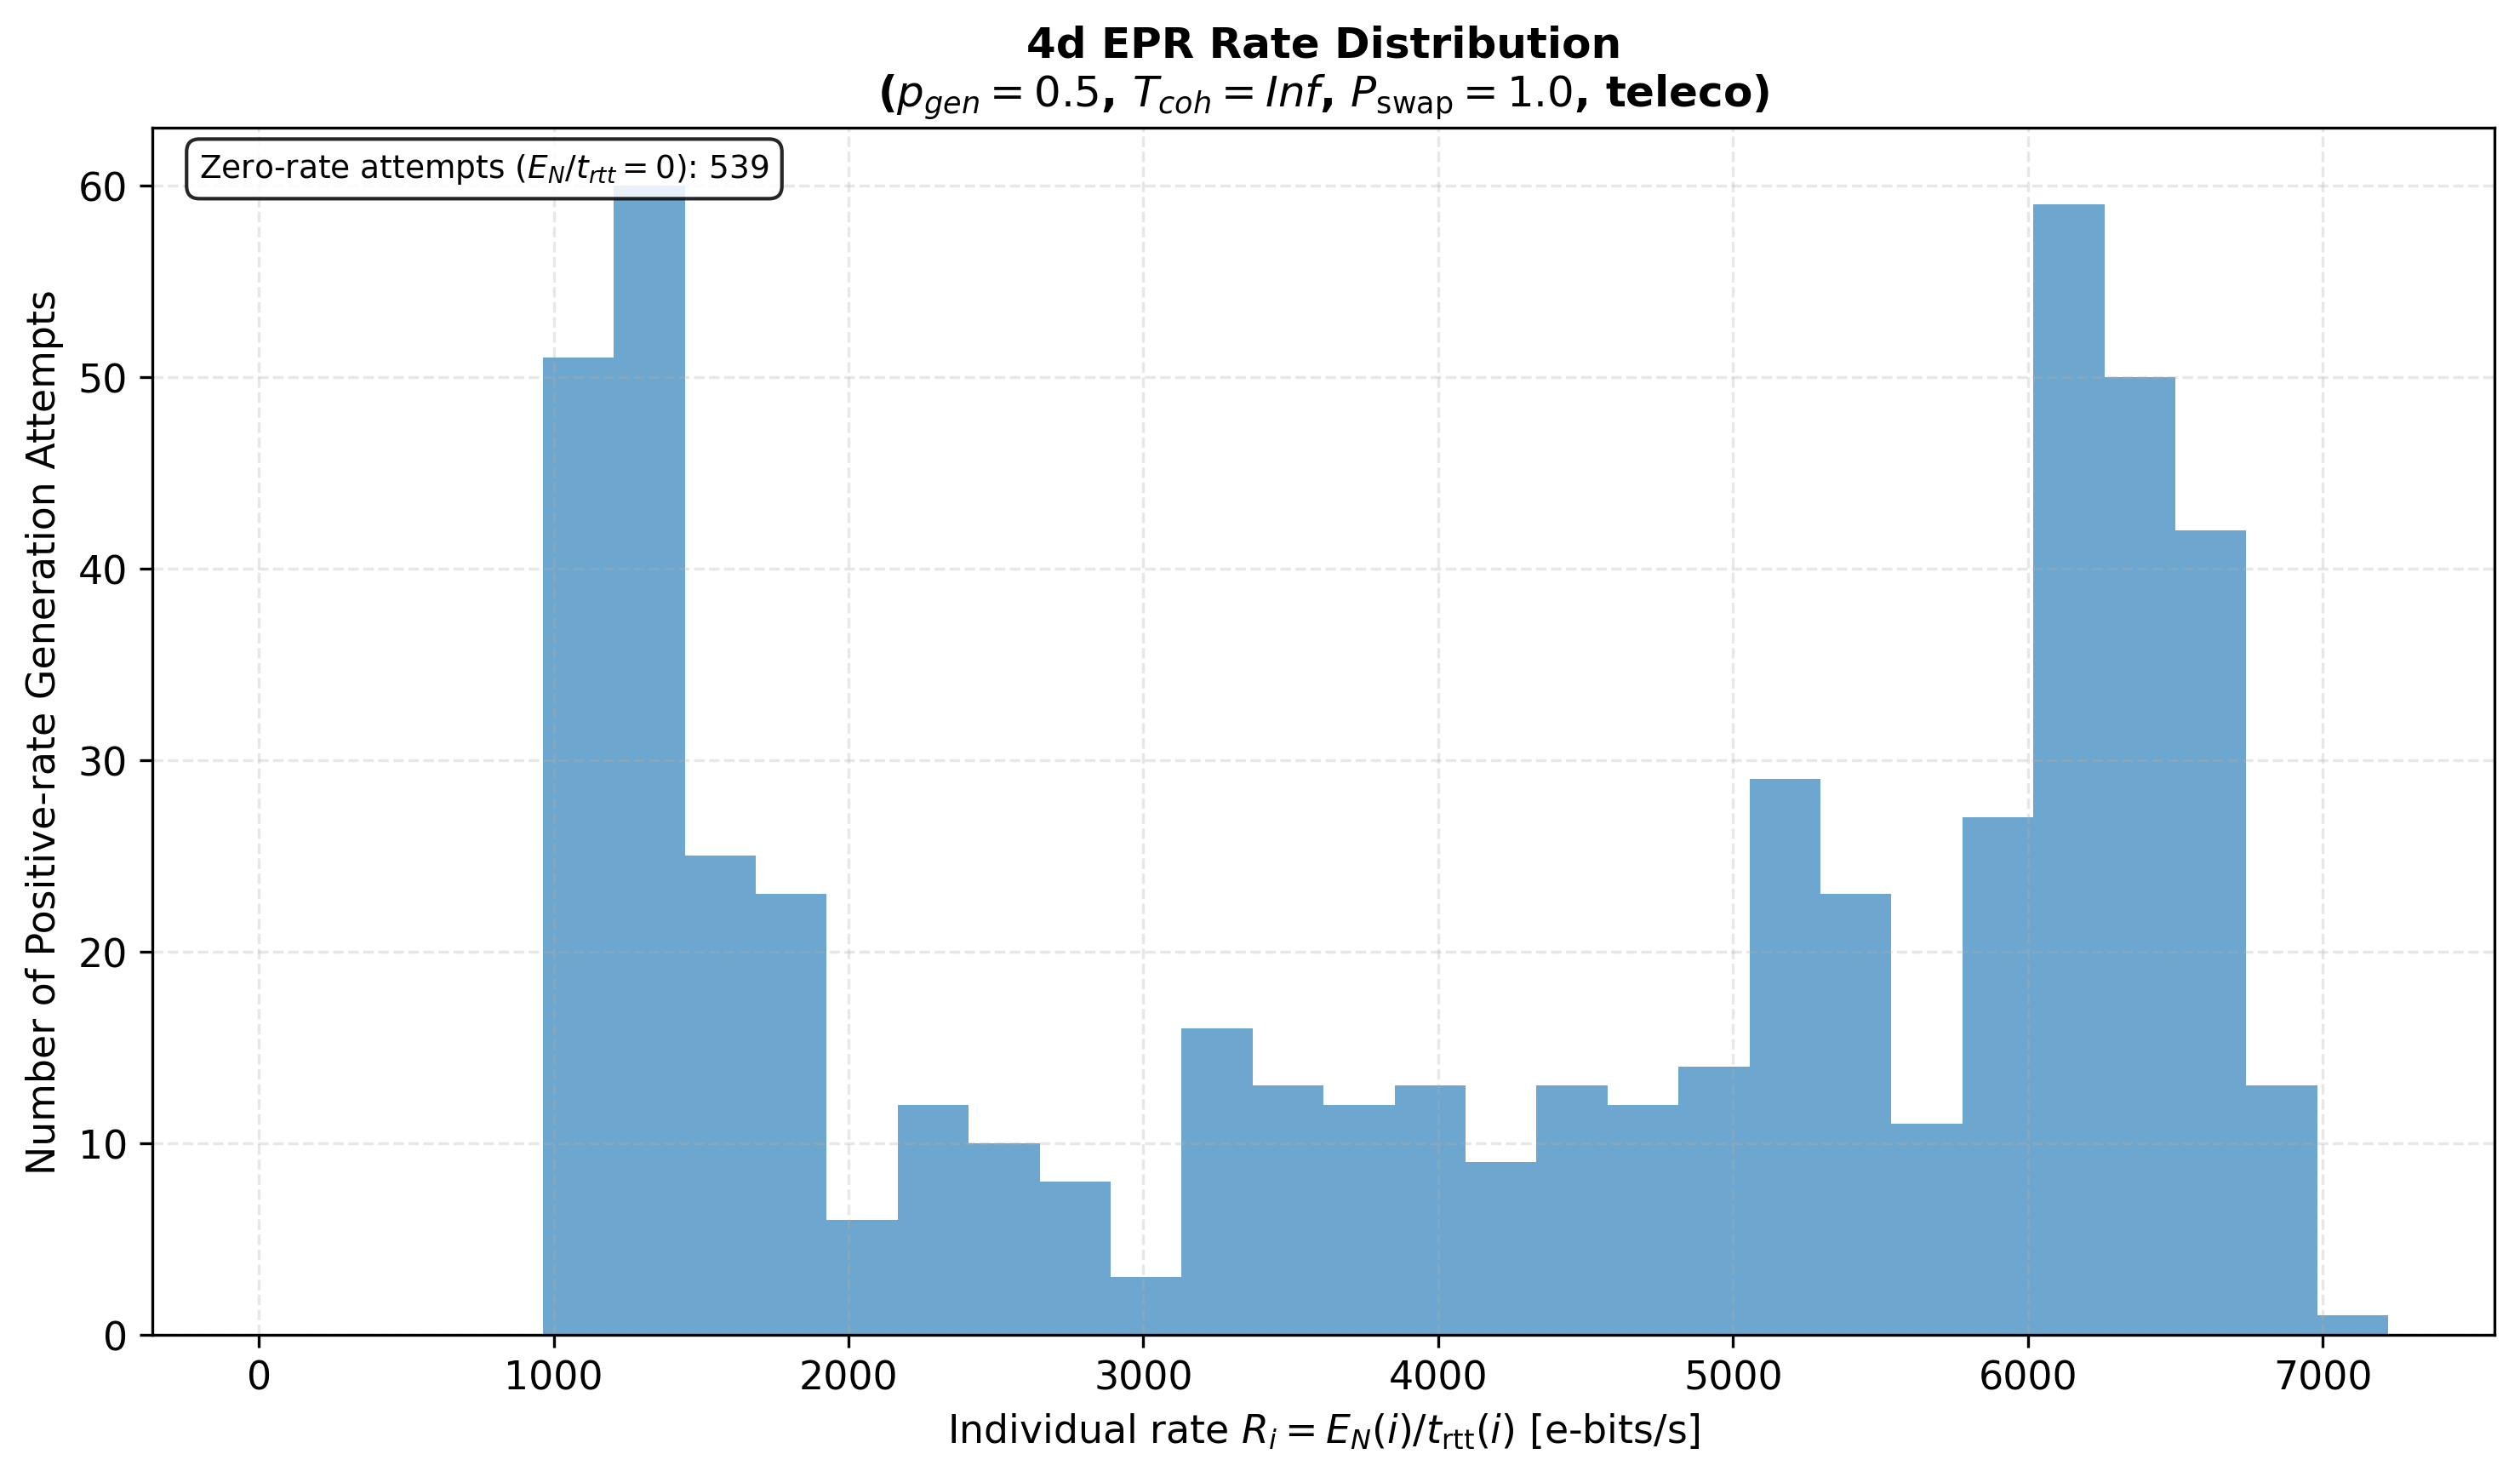 4d EPR Rate Distribution
(p_gen = 0.5, T_coh = Inf, P_swap = 1.0, teleco)
Zero-rate attempts (E_N/t_rtt = 0): 539
Number of Positive-rate Generation Attempts
60
50
40
30
20
10
0
0 1000 2000 3000 4000 5000 6000 7000
Individual rate R_i = E_N(i)/t_rtt(i) [e-bits/s]